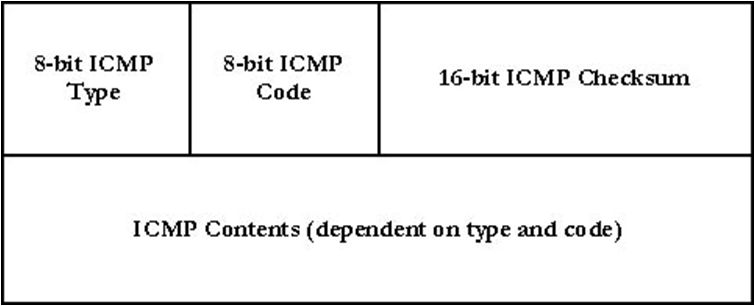 8-bit ICMP
Type
8-bit ICMP
Code
16-bit ICMP Checksum
ICMP Contents (dependent on type and code)